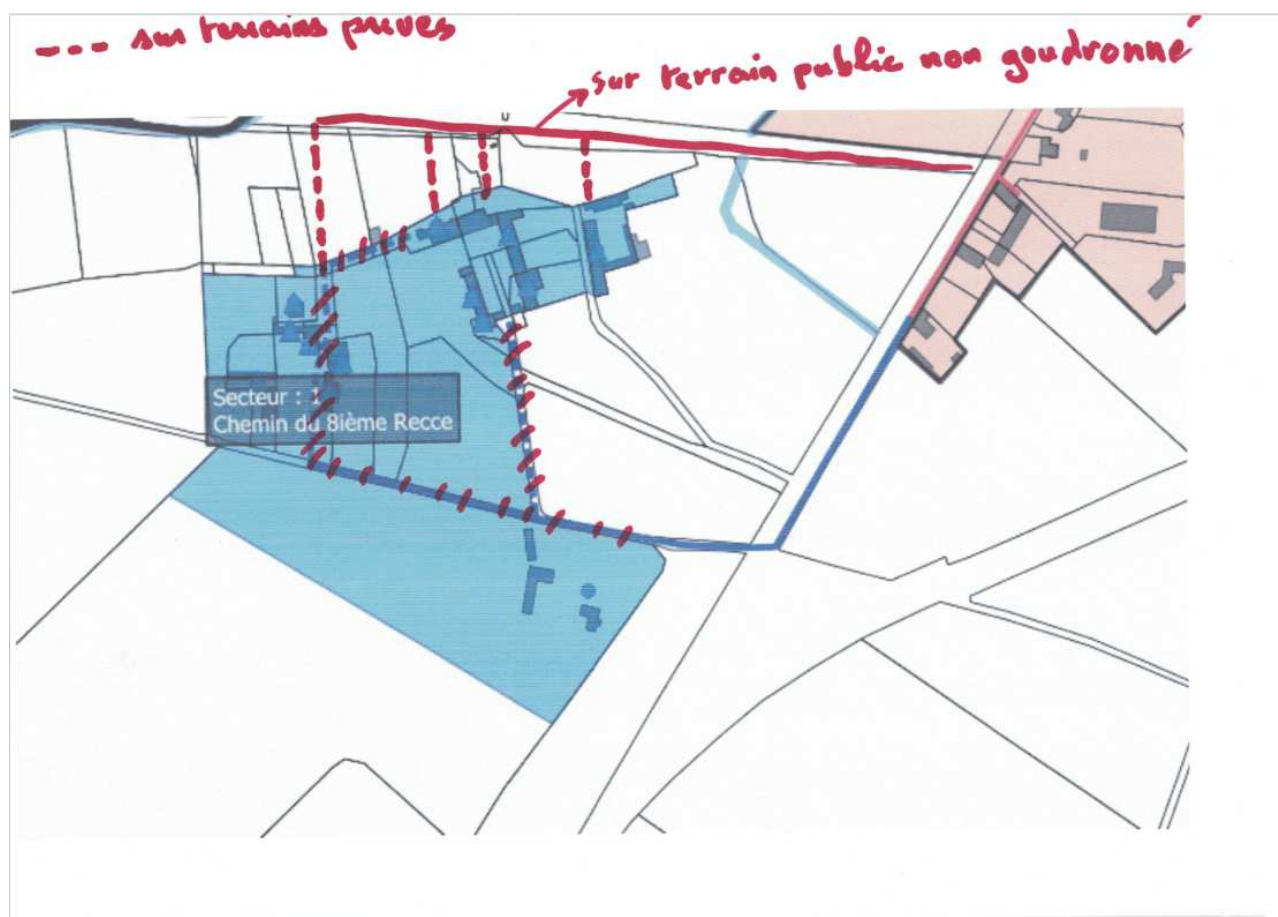 --- sur terrains privés
sur terrain public non goudronné
Secteur : 1
Chemin du 8ième Recce